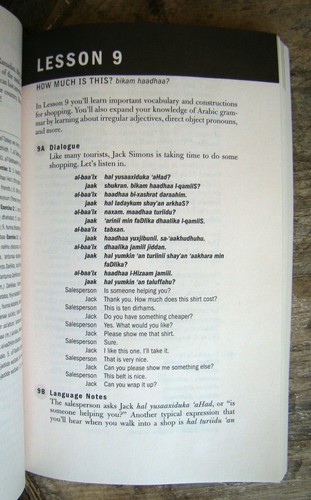 LESSON 9
HOW MUCH IS THIS? bikam haadhaa?
In Lesson 9 you'll learn important vocabulary and constructions
for shopping. You'll also expand your knowledge of Arabic gram-
mar by learning about irregular adjectives, direct object pronouns,
and more.
9A Dialogue
Like many tourists, Jack Simons is taking time to do some
shopping. Let's listen in.
al-baa'ix hal yusaaxiduka 'aHad?
jaak shukran. bikam haadhaa l-qamiiS?
al-baa'ix haadhaa bi-xashrat daraahim.
jaak hal ladaykum shay'an arkhaS?
al-baa'ix naxam. maadhaa turiidu?
jaak 'ariinii min faDlika dhaalika l-qamiiS.
al-baa'ix tabxan.
jaak haadhaa yuxjibunii. sa-'aakhudhuhu.
al-baa'ix dhaalika jamiil jiddan.
jaak hal yumkin 'an turiinii shay'an 'aakhara min
faDlika?
al-baa'ix haadhaa l-Hizaam jamiil.
jaak hal yumkin 'an taluffahu?
Salesperson Is someone helping you?
Jack Thank you. How much does this shirt cost?
Salesperson This is ten dirhams.
Jack Do you have something cheaper?
Salesperson Yes. What would you like?
Jack Please show me that shirt.
Salesperson Sure.
Jack I like this one. I'll take it.
Salesperson That is very nice.
Jack Can you please show me something else?
Salesperson This belt is nice.
Jack Can you wrap it up?
9B Language Notes
The salesperson asks Jack hal yusaaxiduka 'aHad, or "is
someone helping you?" Another typical expression that
you'll hear when you walk into a shop is hal turiidu 'an